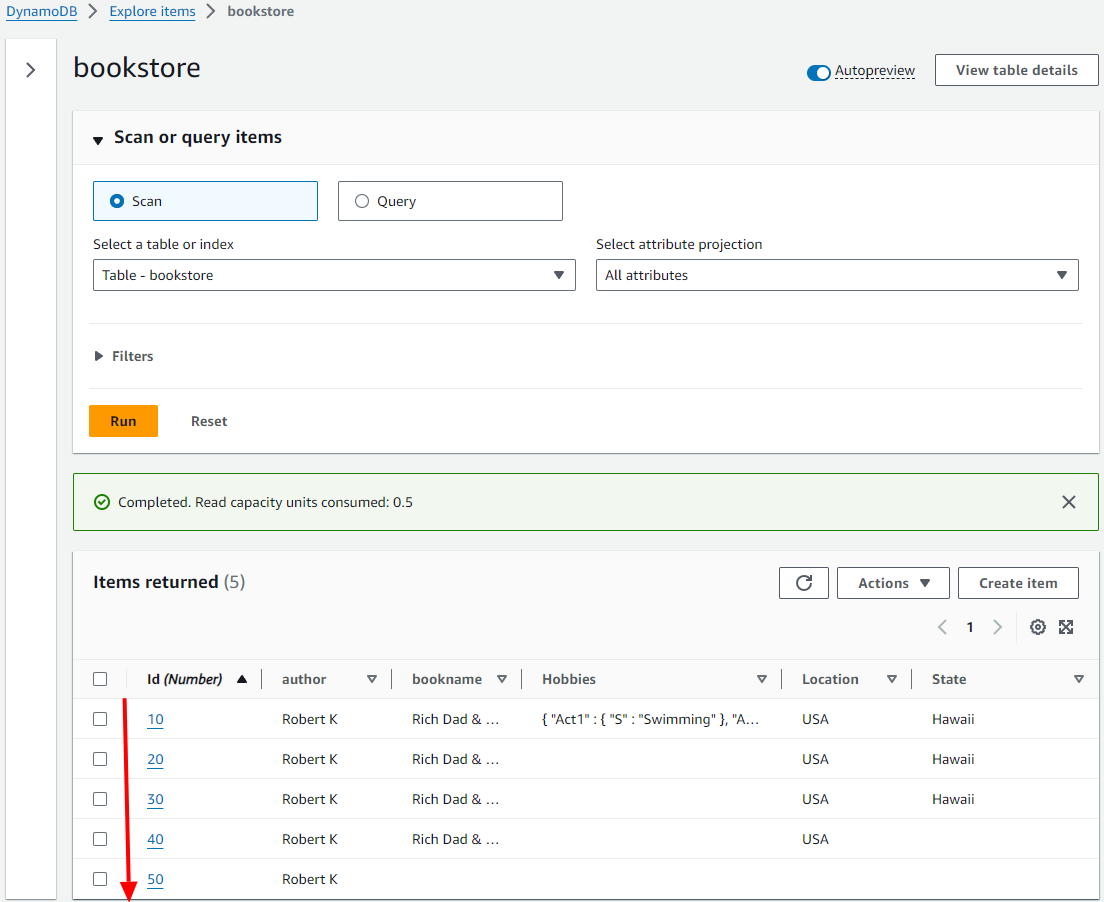 DynamoDB > Explore items > bookstore
bookstore
Autopreview
View table details
Scan or query items
Scan
Query
Select a table or index
Select attribute projection
Table - bookstore
All attributes
Filters
Run
Reset
Completed. Read capacity units consumed: 0.5
Items returned (5)
Actions
Create item
1
Id (Number) author bookname Hobbies Location State
10 Robert K Rich Dad & ... { "Act1" : { "S" : "Swimming" }, "A... USA Hawaii
20 Robert K Rich Dad & ... USA Hawaii
30 Robert K Rich Dad & ... USA Hawaii
40 Robert K Rich Dad & ... USA
50 Robert K